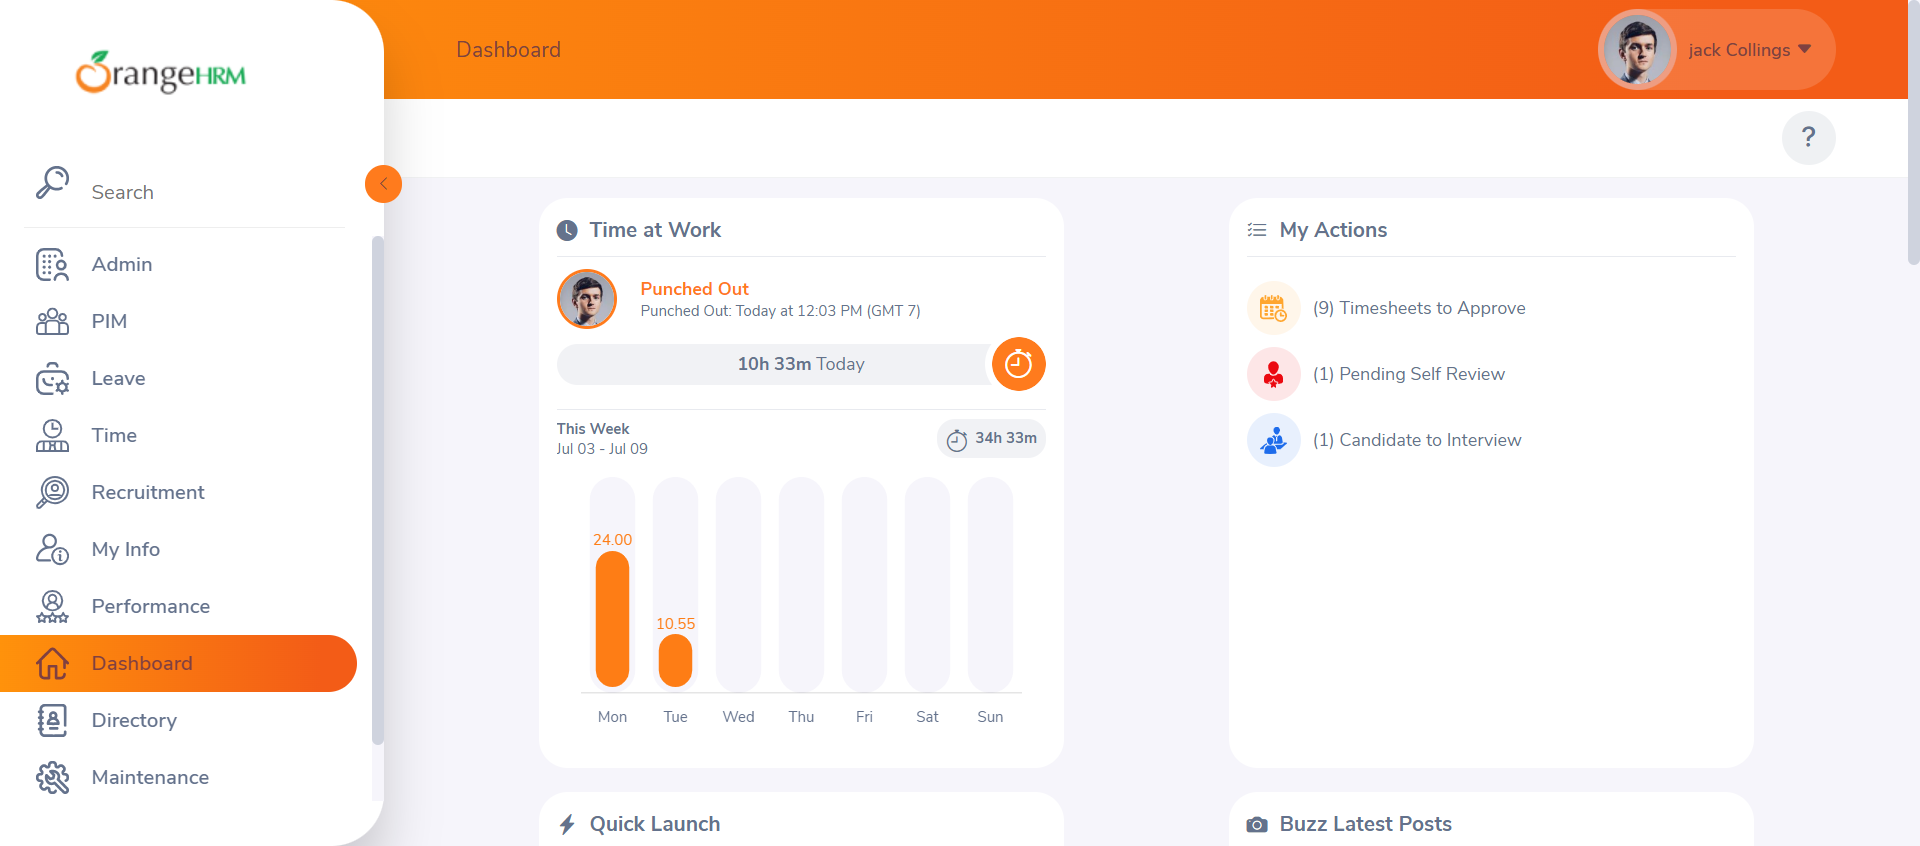 OrangeHRM
Search
Admin
PIM
Leave
Time
Recruitment
My Info
Performance
Dashboard
Directory
Maintenance
Dashboard
jack Collings
?
Time at Work
Punched Out
Punched Out: Today at 12:03 PM (GMT 7)
10h 33m Today
This Week
Jul 03 - Jul 09
34h 33m
24.00
10.55
Mon Tue Wed Thu Fri Sat Sun
My Actions
(9) Timesheets to Approve
(1) Pending Self Review
(1) Candidate to Interview
Quick Launch
Buzz Latest Posts